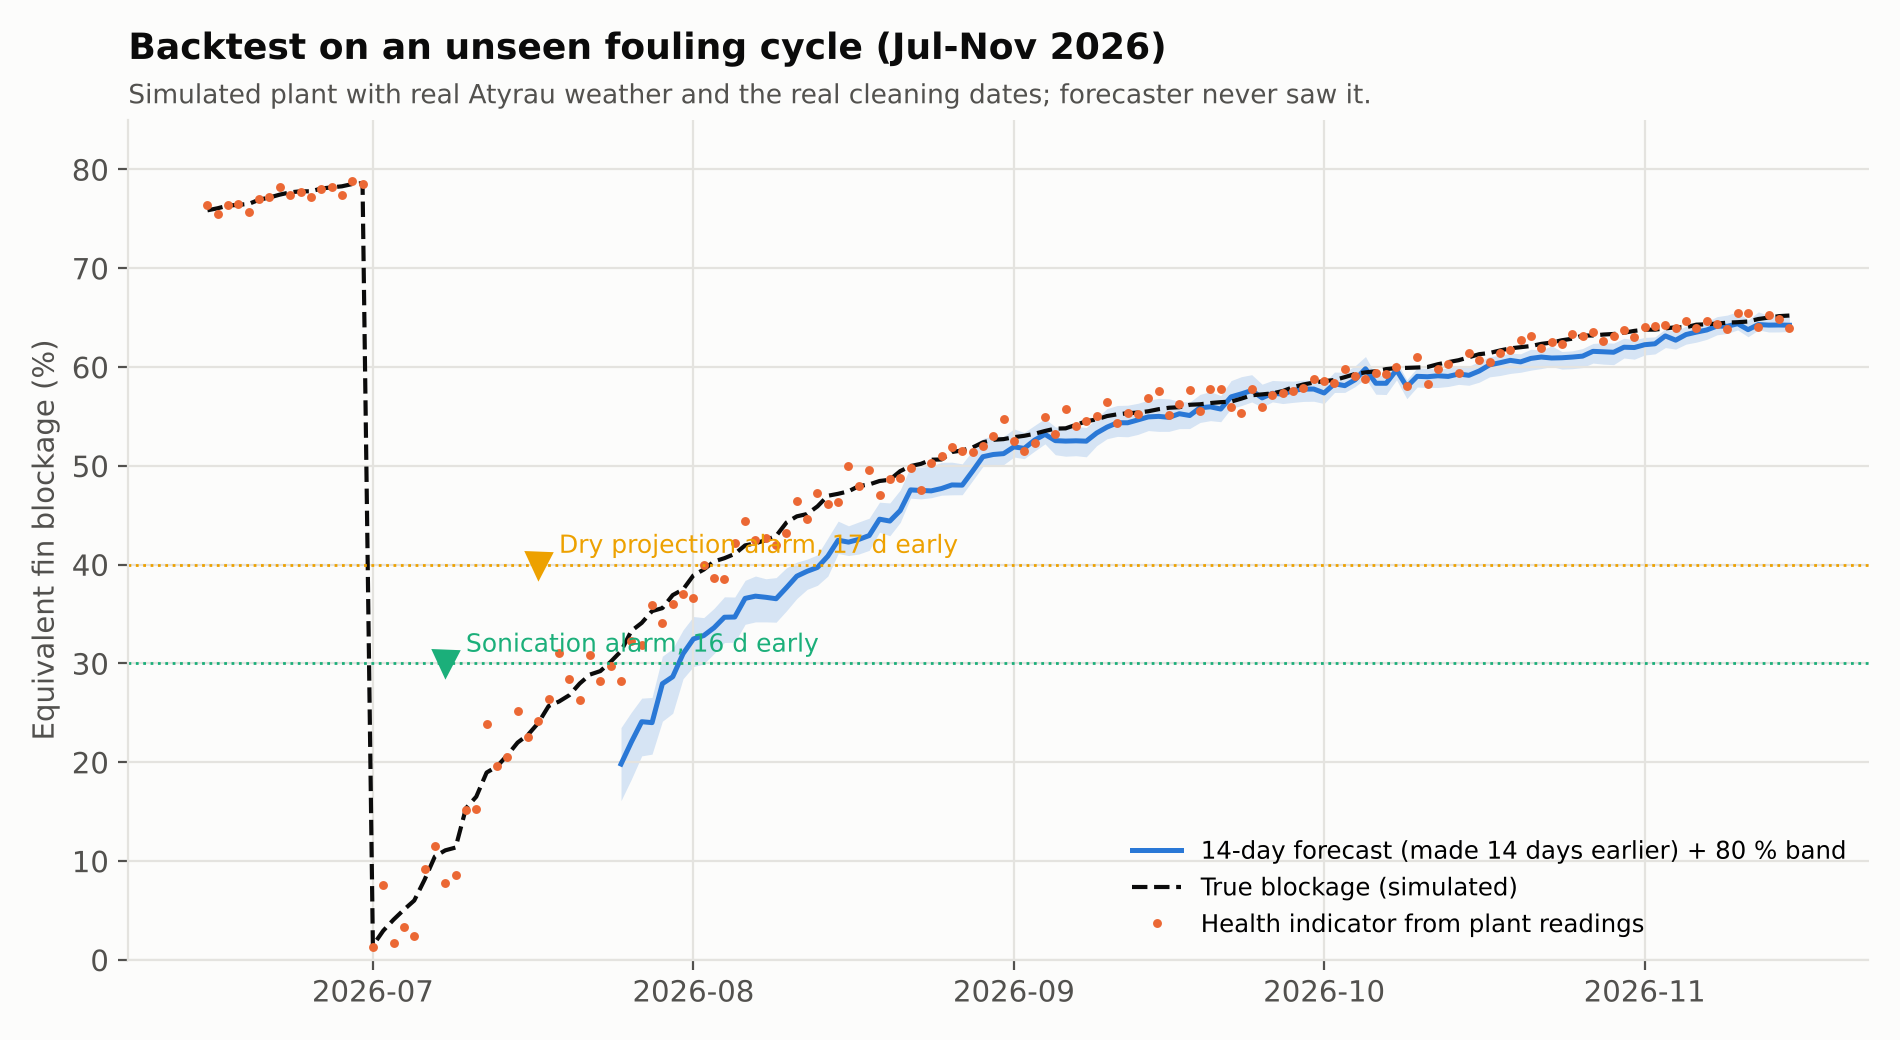 Backtest on an unseen fouling cycle (Jul-Nov 2026)
Simulated plant with real Atyrau weather and the real cleaning dates; forecaster never saw it.
Equivalent fin blockage (%)
80
70
60
50
40
30
20
10
0
Dry projection alarm, 17 d early
Sonication alarm, 16 d early
14-day forecast (made 14 days earlier) + 80 % band
True blockage (simulated)
Health indicator from plant readings
2026-07
2026-08
2026-09
2026-10
2026-11